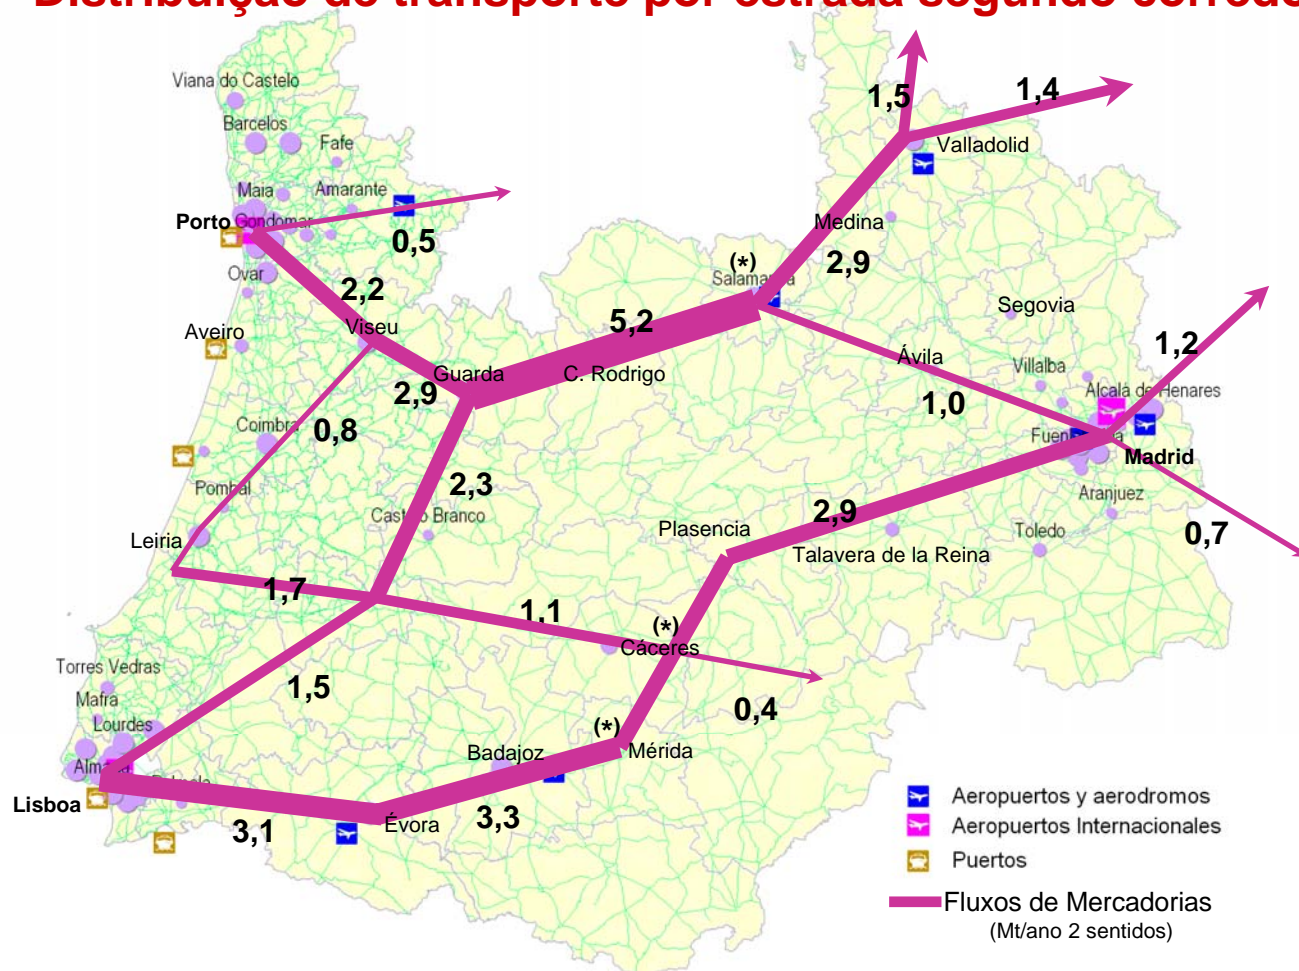 Distribuição do transporte por estrada segundo
Viana do Castelo
Barcelos
Fafe
Maia
Amarante
Porto
Gondomar
0,5
Ovar
2,2
Aveiro
Viseu
Guarda
2,9
C. Rodrigo
5,2
(*)
Medina
2,9
1,5
1,4
Valladolid
Segovia
Ávila
1,0
Villalba
1,2
Alcalá de Henares
Madrid
Aranjuez
0,7
Toledo
Coimbra
0,8
Pombal
2,3
Leiria
1,7
Plasencia
2,9
Talavera de la Reina
1,1
(*)
Cáceres
0,4
Torres Vedras
Mafra
Lourdes
1,5
(*)
Badajoz
Mérida
Lisboa
3,1
Évora
3,3
Aeropuertos y aerodromos
Aeropuertos Internacionales
Puertos
Fluxos de Mercadorias
(Mt/ano 2 sentidos)